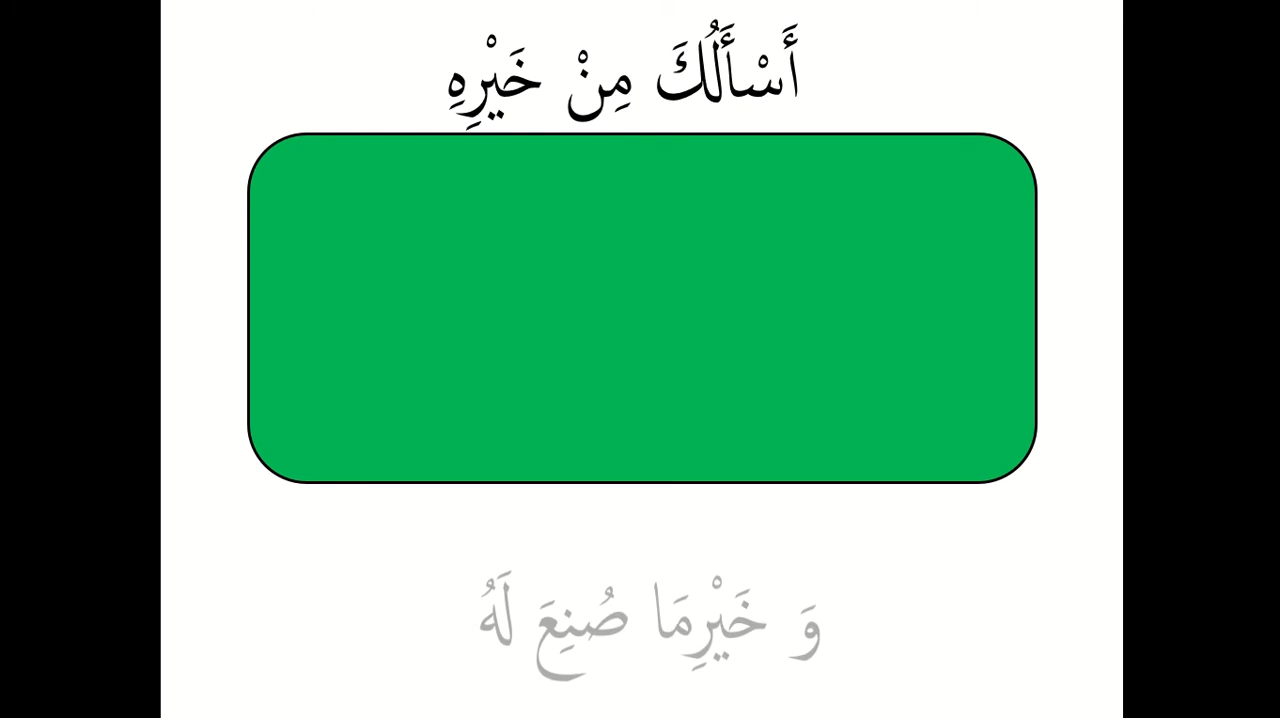 أَسْأَلُكَ مِنْ خَيْرِهِ
وَ خَيْرِمَا صُنِعَ لَهُ